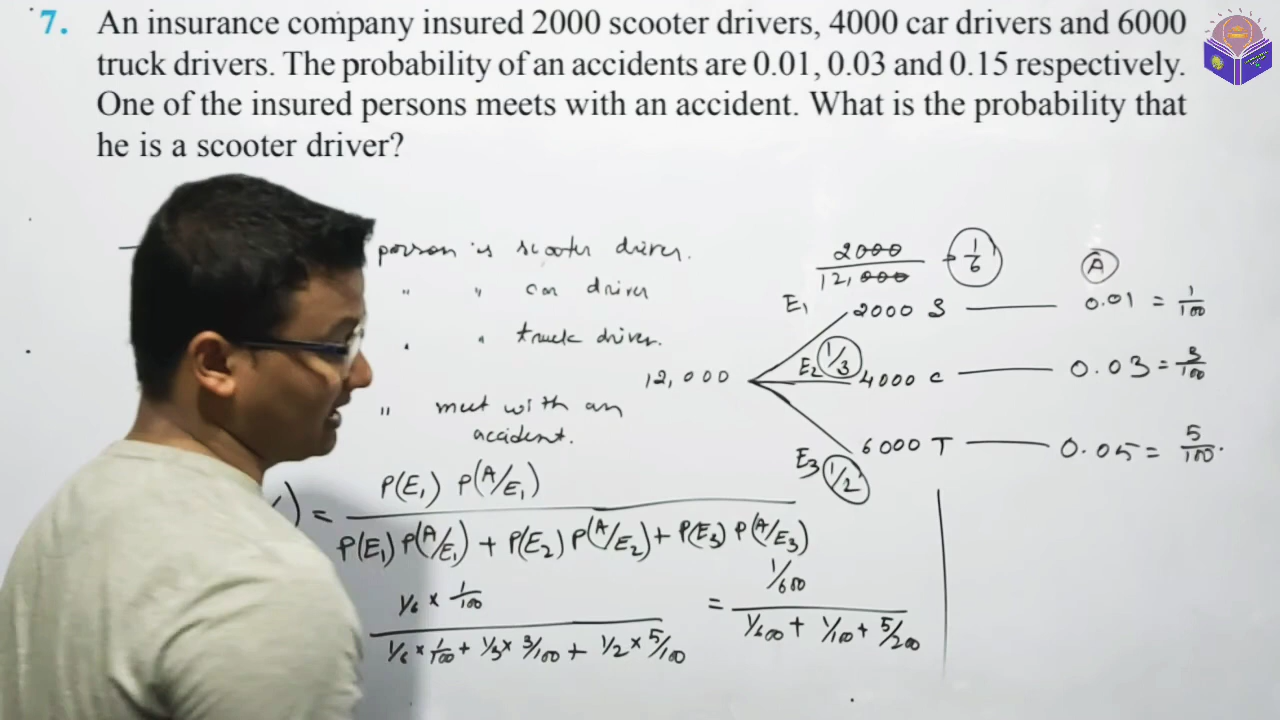 7. An insurance company insured 2000 scooter drivers, 4000 car drivers and 6000
truck drivers. The probability of an accidents are 0.01, 0.03 and 0.15 respectively.
One of the insured persons meets with an accident. What is the probability that
he is a scooter driver?
person is scooter driver.
" " car driver
" " truck driver.
" meet with an
accident.
2000/12,000 = 1/6
A
E₁ 2000 S 0.01 = 1/100
12,000 E₂ 1/3 4000 C 0.03 = 3/100
E₃ 1/2 6000 T 0.05 = 5/100
) = P(E₁) P(A/E₁) / P(E₁) P(A/E₁) + P(E₂) P(A/E₂) + P(E₃) P(A/E₃)
1/6 × 1/100 / 1/6 × 1/100 + 1/3 × 3/100 + 1/2 × 5/100 = 1/600 / 1/600 + 1/100 + 5/200